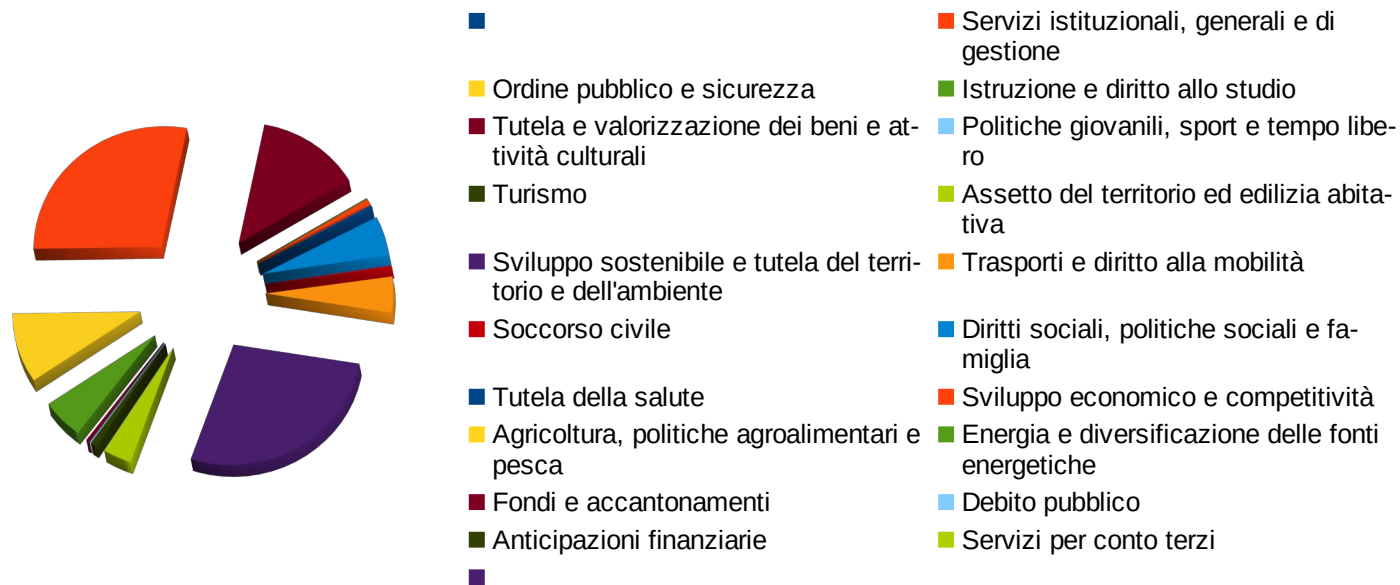 Servizi istituzionali, generali e di
gestione
Ordine pubblico e sicurezza
Istruzione e diritto allo studio
Tutela e valorizzazione dei beni e at-
tività culturali
Politiche giovanili, sport e tempo libe-
ro
Turismo
Assetto del territorio ed edilizia abita-
tiva
Sviluppo sostenibile e tutela del terri-
torio e dell'ambiente
Trasporti e diritto alla mobilità
Soccorso civile
Diritti sociali, politiche sociali e fa-
miglia
Tutela della salute
Sviluppo economico e competitività
Agricoltura, politiche agroalimentari e
pesca
Energia e diversificazione delle fonti
energetiche
Fondi e accantonamenti
Debito pubblico
Anticipazioni finanziarie
Servizi per conto terzi